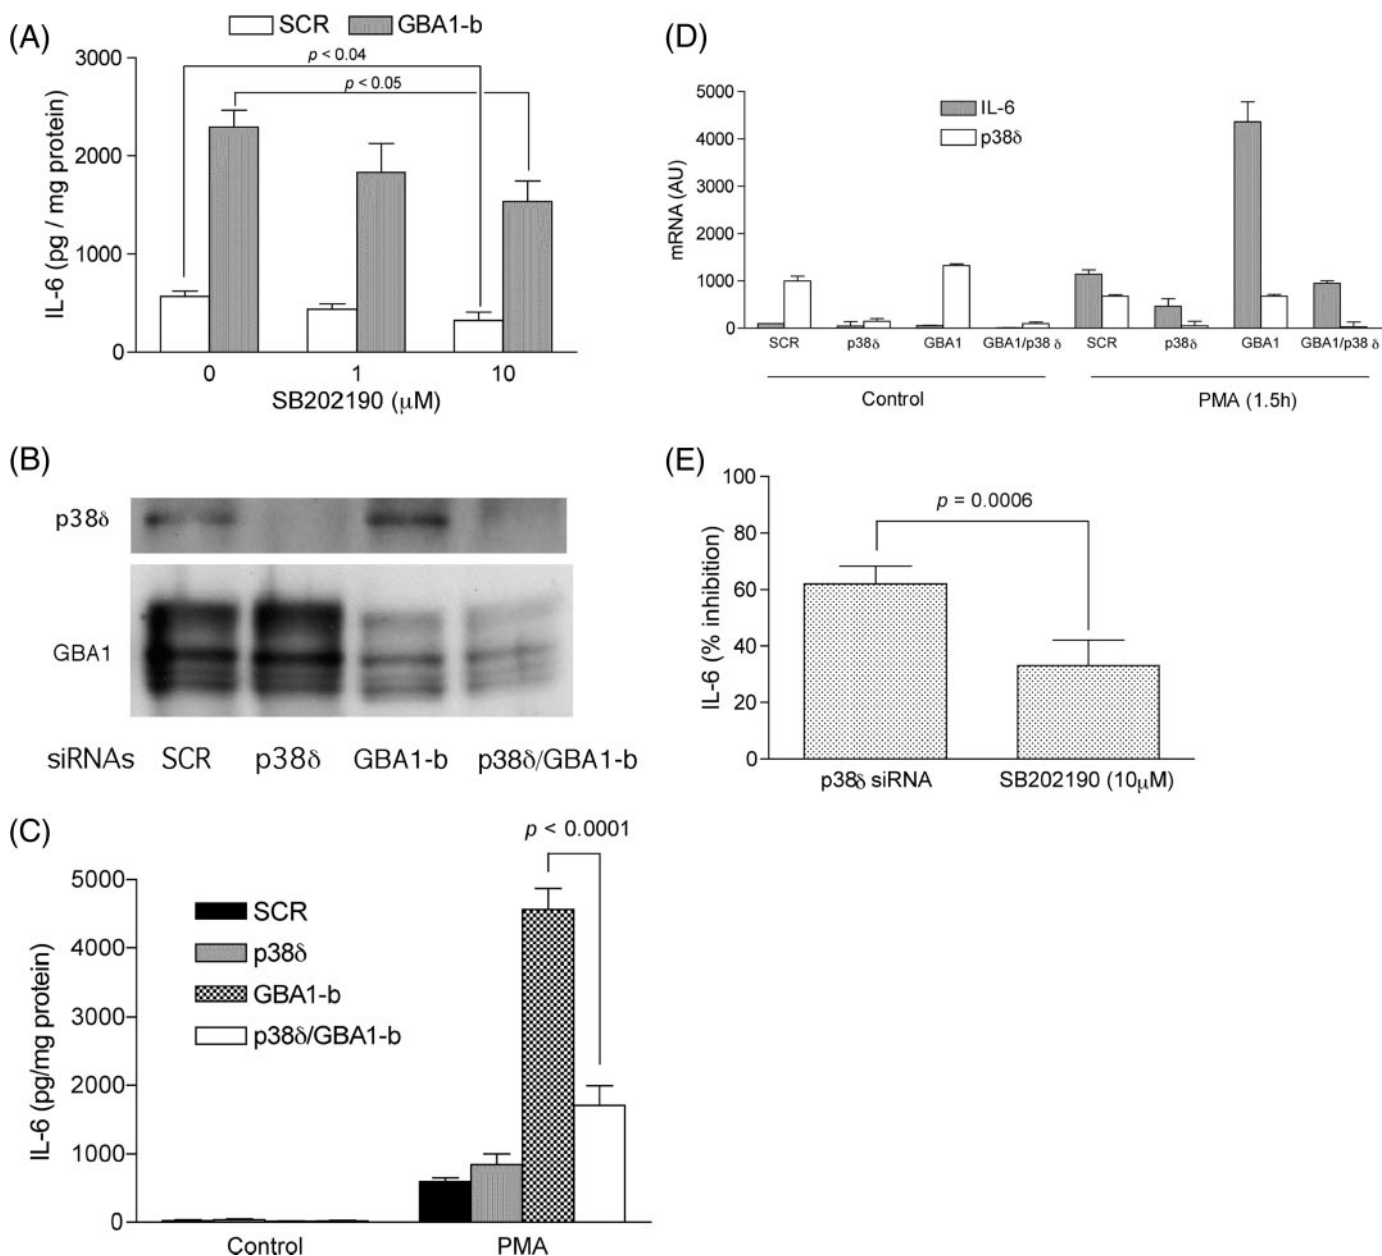 (A)
SCR GBA1-b
3000
2000
1000
0
IL-6 (pg / mg protein)
p < 0.04
p < 0.05
0 1 10
SB202190 (μM)
(B)
p38δ
GBA1
siRNAs SCR p38δ GBA1-b p38δ/GBA1-b
(C)
p < 0.0001
5000
4000
3000
2000
1000
0
IL-6 (pg/mg protein)
SCR
p38δ
GBA1-b
p38δ/GBA1-b
Control PMA
(D)
5000
4000
3000
2000
1000
0
mRNA (AU)
IL-6
p38δ
SCR p38δ GBA1 GBA1/p38 δ SCR p38δ GBA1 GBA1/p38 δ
Control PMA (1.5h)
(E)
100
80
60
40
20
0
IL-6 (% inhibition)
p = 0.0006
p38δ siRNA SB202190 (10μM)